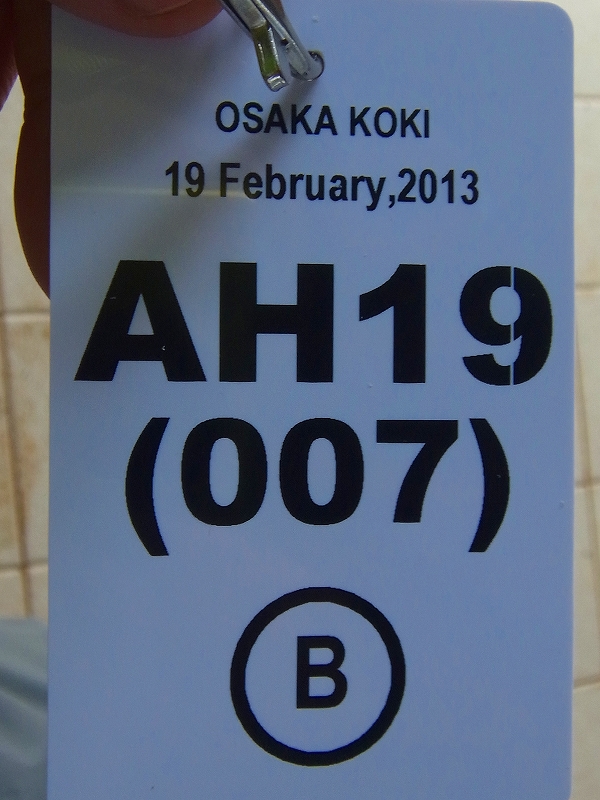 OSAKA KOKI
19 February,2013
AH19
(007)
B